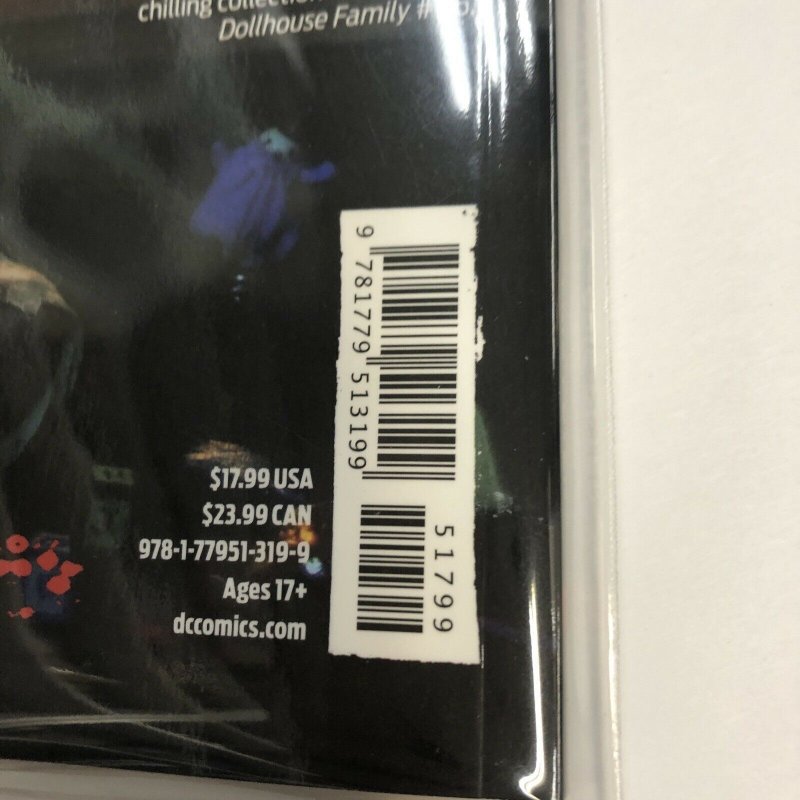 chilling collection
Dollhouse Family #
$17.99 USA
$23.99 CAN
978-1-77951-319-9
Ages 17+
dccomics.com
9 781779 513199
51799